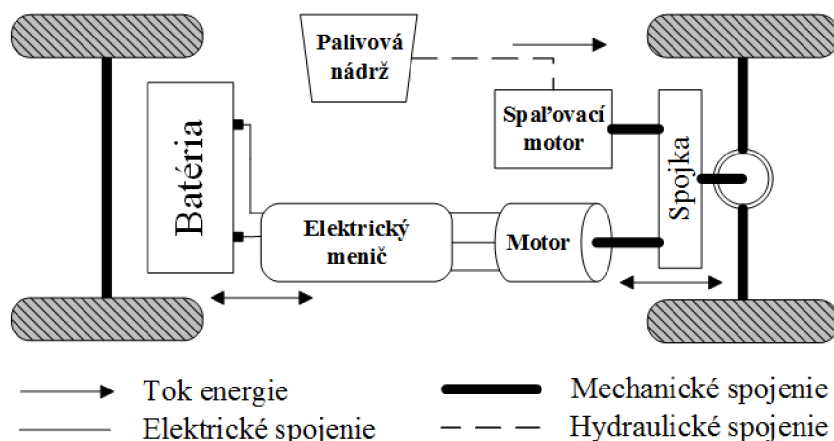 Palivová
nádrž
Spaľovací
motor
Batéria
Spojka
Elektrický
menič
Motor
Tok energie
Mechanické spojenie
Elektrické spojenie
Hydraulické spojenie